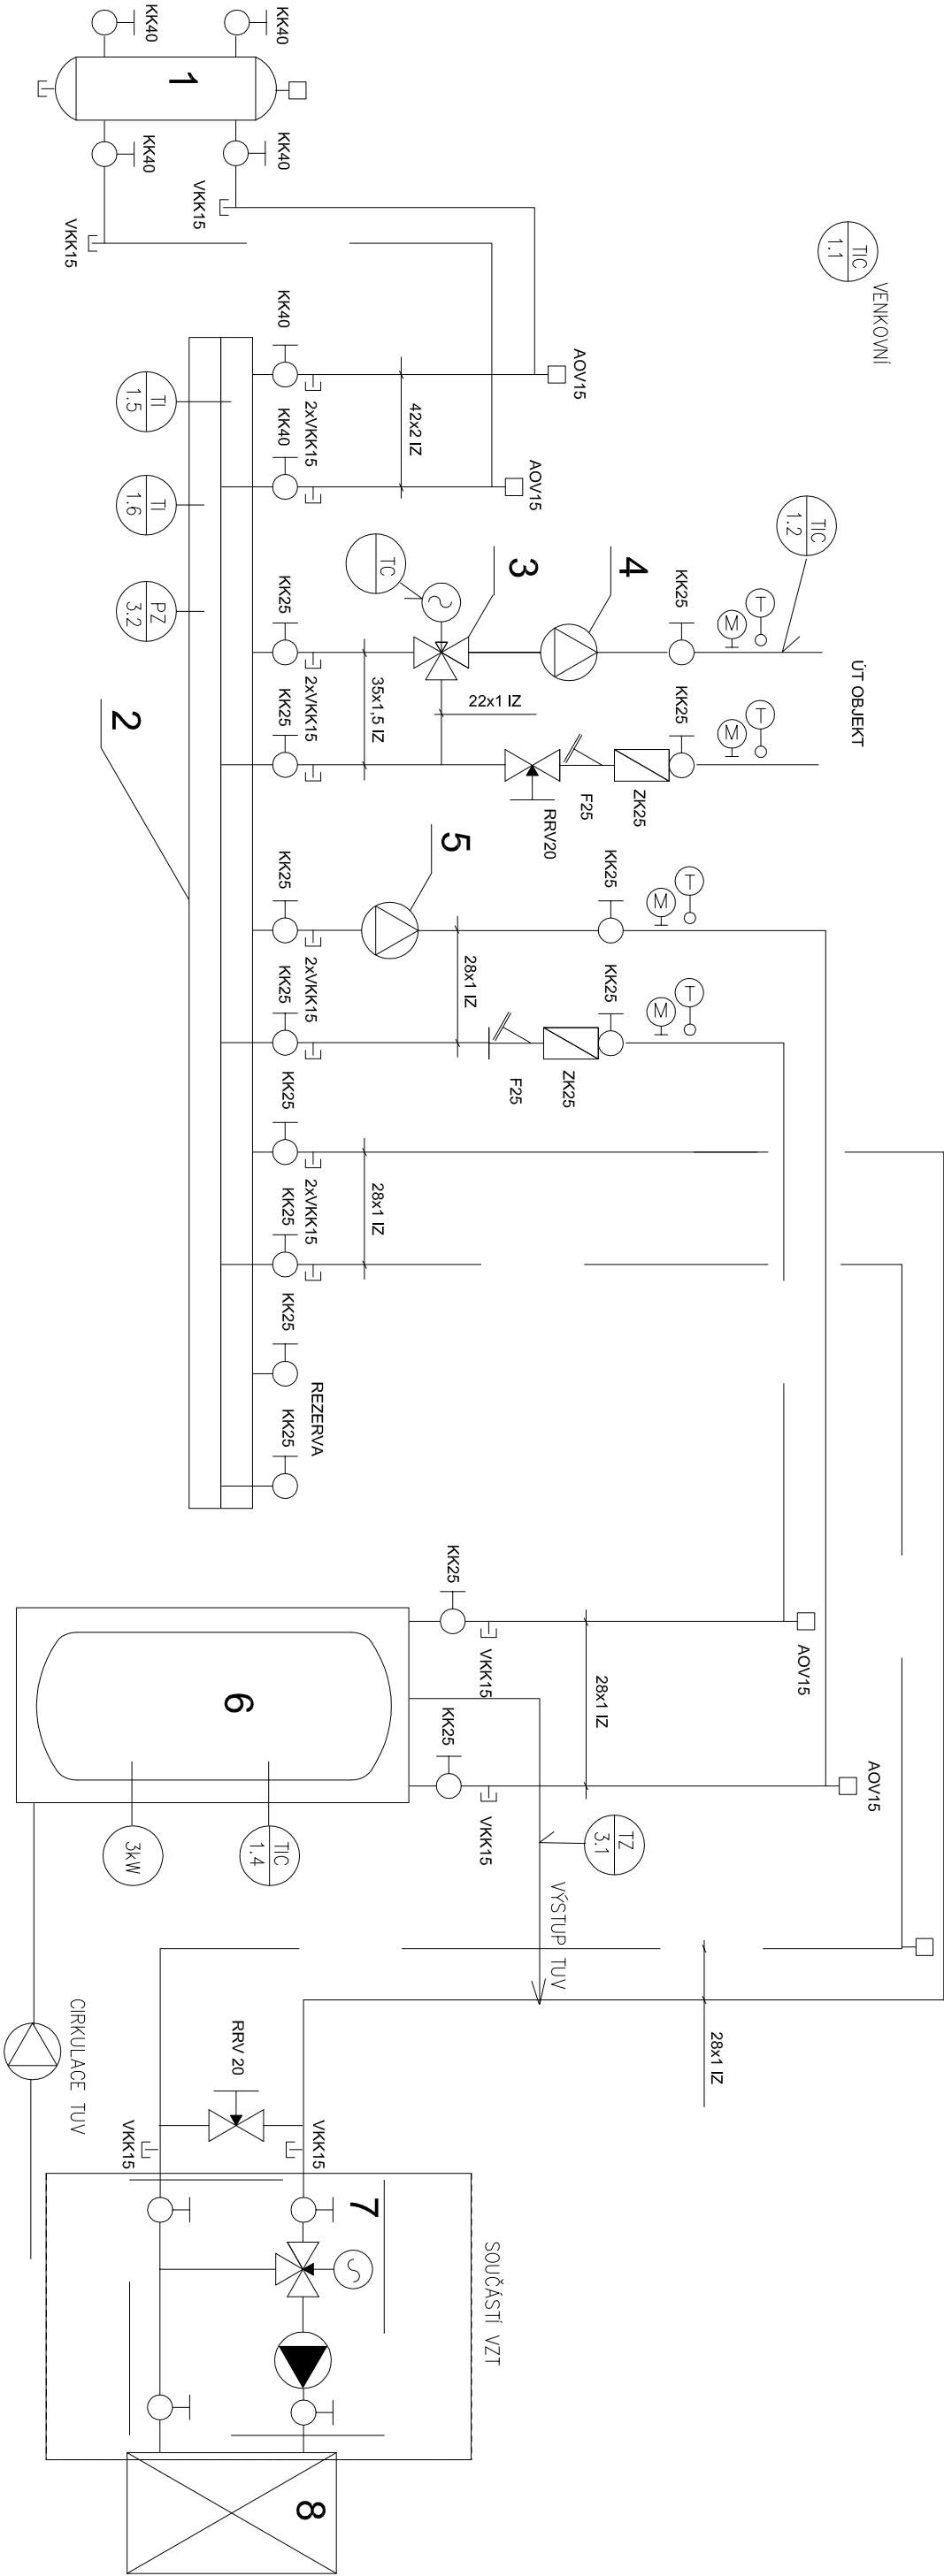 KK40
KK40
1
KK40
KK40
VKK15
VKK15
TIC
1.1
VENKOVNÍ
KK40
2xVKK15
KK40
42x2 IZ
AOV15
AOV15
TI
1.5
TI
1.6
PZ
3.2
2
TIC
1.2
TC
3
4
KK25
M
T
ÚT OBJEKT
KK25
2xVKK15
KK25
35x1,5 IZ
22x1 IZ
RRV20
F25
ZK25
KK25
M
T
5
KK25
2xVKK15
KK25
28x1 IZ
KK25
M
T
F25
ZK25
KK25
M
T
KK25
2xVKK15
KK25
28x1 IZ
KK25
REZERVA
KK25
KK25
VKK15
28x1 IZ
AOV15
KK25
VKK15
AOV15
6
3kW
TIC
1.4
TZ
3.1
VÝSTUP TUV
CIRKULACE TUV
28x1 IZ
RRV 20
VKK15
VKK15
7
SOUČÁSTÍ VZT
8